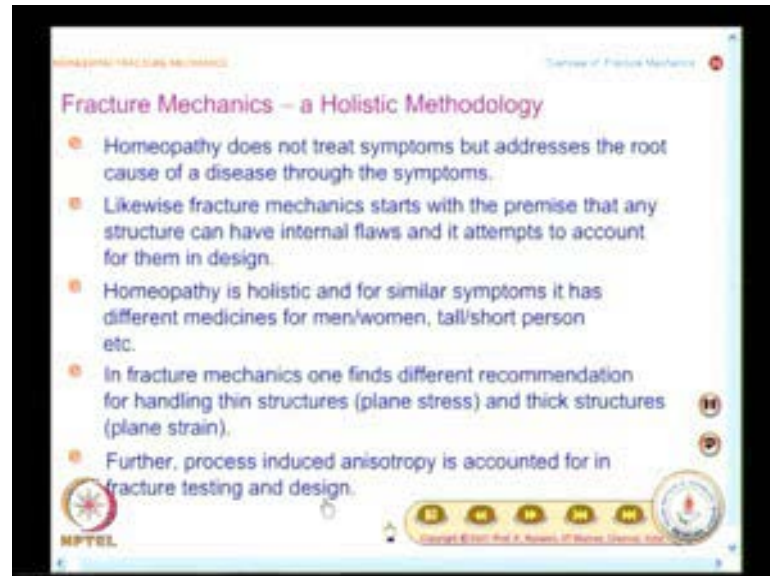 Overview of Fracture Mechanics
Fracture Mechanics – a Holistic Methodology
Homeopathy does not treat symptoms but addresses the root
cause of a disease through the symptoms.
Likewise fracture mechanics starts with the premise that any
structure can have internal flaws and it attempts to account
for them in design.
Homeopathy is holistic and for similar symptoms it has
different medicines for men/women, tall/short person
etc.
In fracture mechanics one finds different recommendation
for handling thin structures (plane stress) and thick structures
(plane strain).
Further, process induced anisotropy is accounted for in
fracture testing and design.
NPTEL